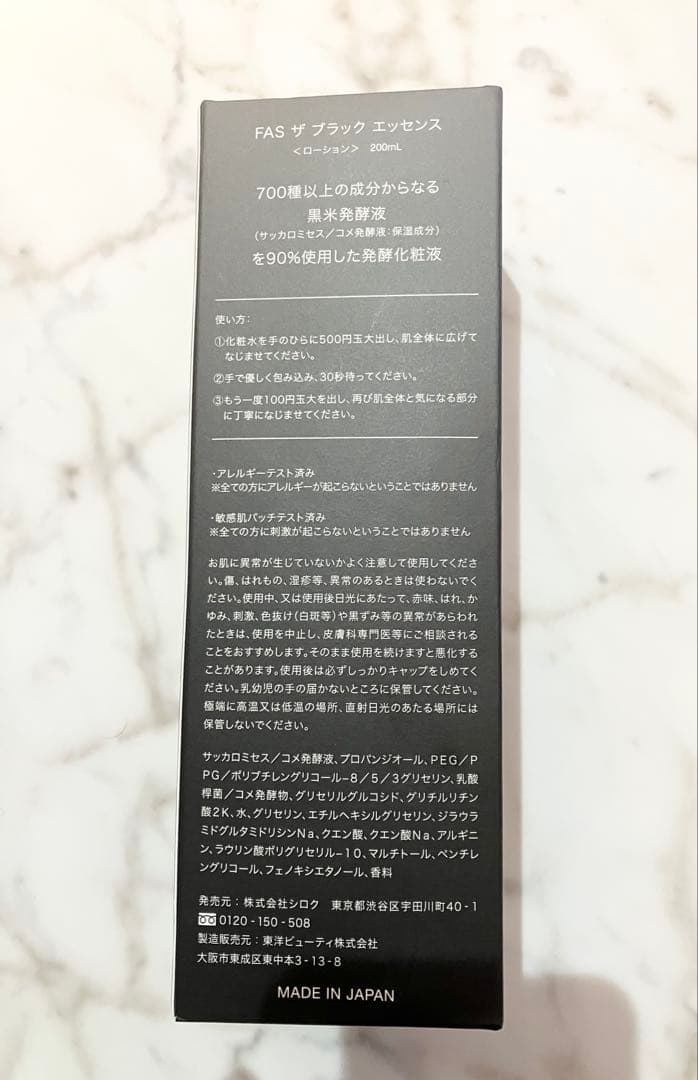 FAS ザ ブラック エッセンス
＜ローション＞ 200mL
700種以上の成分からなる
黒米発酵液
(サッカロミセス／コメ発酵液:保湿成分)
を90%使用した発酵化粧液
使い方:
①化粧水を手のひらに500円玉大出し、肌全体に広げて
なじませてください。
②手で優しく包み込み、30秒待ってください。
③もう一度100円玉大を出し、再び肌全体と気になる部分
に丁寧になじませてください。
・アレルギーテスト済み
※全ての方にアレルギーが起こらないということではありません
・敏感肌パッチテスト済み
※全ての方に刺激が起こらないということではありません
お肌に異常が生じていないかよく注意して使用してくださ
い。傷、はれもの、湿疹等、異常のあるときは使わないでく
ださい。使用中、又は使用後日光にあたって、赤味、はれ、か
ゆみ、刺激、色抜け(白斑等)や黒ずみ等の異常があらわれ
たときは、使用を中止し、皮膚科専門医等にご相談される
ことをおすすめします。そのまま使用を続けますと悪化する
ことがあります。使用後は必ずしっかりキャップをしめてく
ださい。乳幼児の手の届かないところに保管してください。
極端に高温又は低温の場所、直射日光のあたる場所には
保管しないでください。
サッカロミセス／コメ発酵液、プロパンジオール、PEG／P
PG／ポリブチレングリコール-8／5／3グリセリン、乳酸
桿菌／コメ発酵物、グリセリルグルコシド、グリチルリチン
酸2K、水、グリセリン、エチルヘキシルグリセリン、ジラウラ
ミドグルタミドリシンNa、クエン酸、クエン酸Na、アルギニ
ン、ラウリン酸ポリグリセリル-10、マルチトール、ペンチレ
ングリコール、フェノキシエタノール、香料
発売元:株式会社シロク 東京都渋谷区宇田川町40-1
0120-150-508
製造販売元:東洋ビューティ株式会社
大阪市東成区東中本3-13-8
MADE IN JAPAN